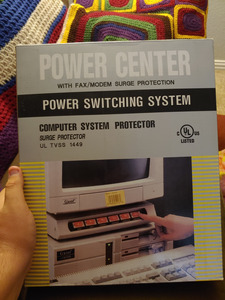 POWER CENTER
WITH FAX/MODEM SURGE PROTECTION
POWER SWITCHING SYSTEM
COMPUTER SYSTEM PROTECTOR
SURGE PROTECTOR
UL TVSS 1449
C UL US
LISTED